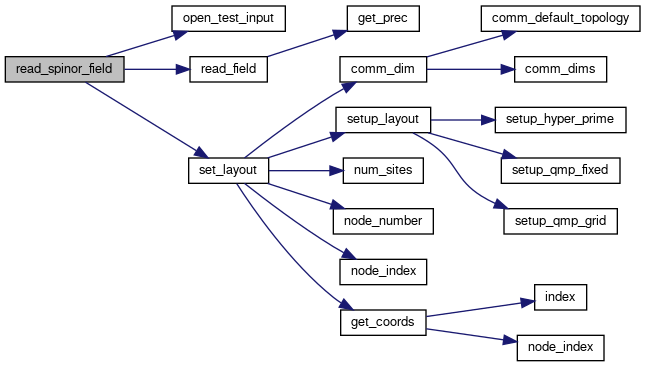 read_spinor_field
open_test_input
read_field
get_prec
set_layout
comm_dim
comm_default_topology
comm_dims
setup_layout
setup_hyper_prime
setup_qmp_fixed
setup_qmp_grid
num_sites
node_number
node_index
get_coords
index
node_index